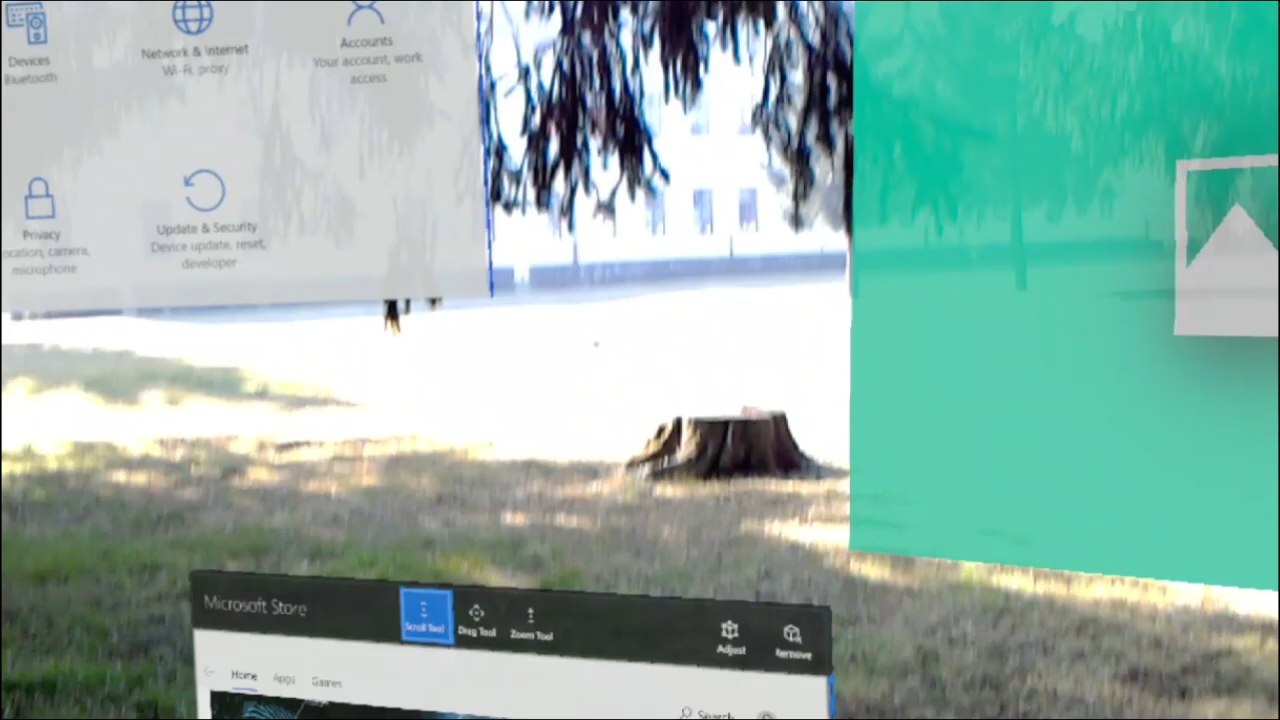 Devices
Bluetooth
Network & Internet
Wi-Fi, proxy
Accounts
Your account, work
access
Privacy
ocation, camera,
microphone
Update & Security
Device update, reset,
developer
Microsoft Store
Scroll Tool
Drag Tool
Zoom Tool
Adjust
Remove
Home
Apps
Games
Search